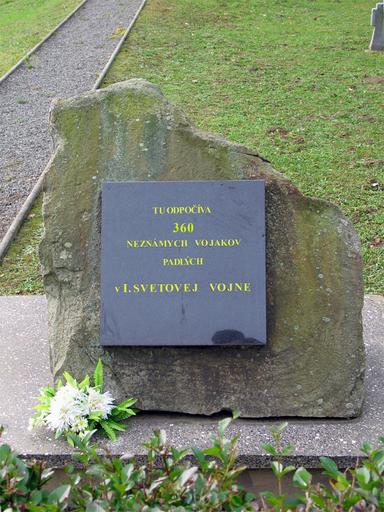 TU ODPOČÍVA
360
NEZNÁMYCH VOJAKOV
PADLÝCH
v I. SVETOVEJ VOJNE